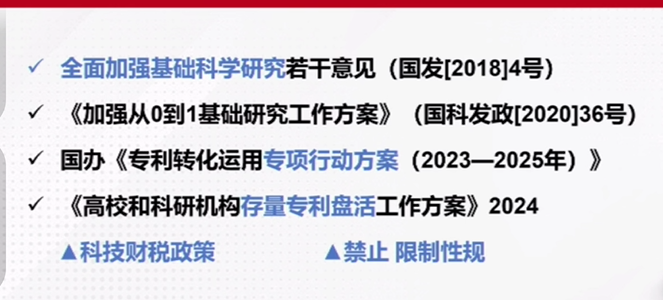 ✓ 全面加强基础科学研究若干意见（国发[2018]4号）
✓ 《加强从0到1基础研究工作方案》（国科发政[2020]36号）
✓ 国办《专利转化运用专项行动方案（2023—2025年）》
✓ 《高校和科研机构存量专利盘活工作方案》2024
▲科技财税政策 ▲禁止 限制性规